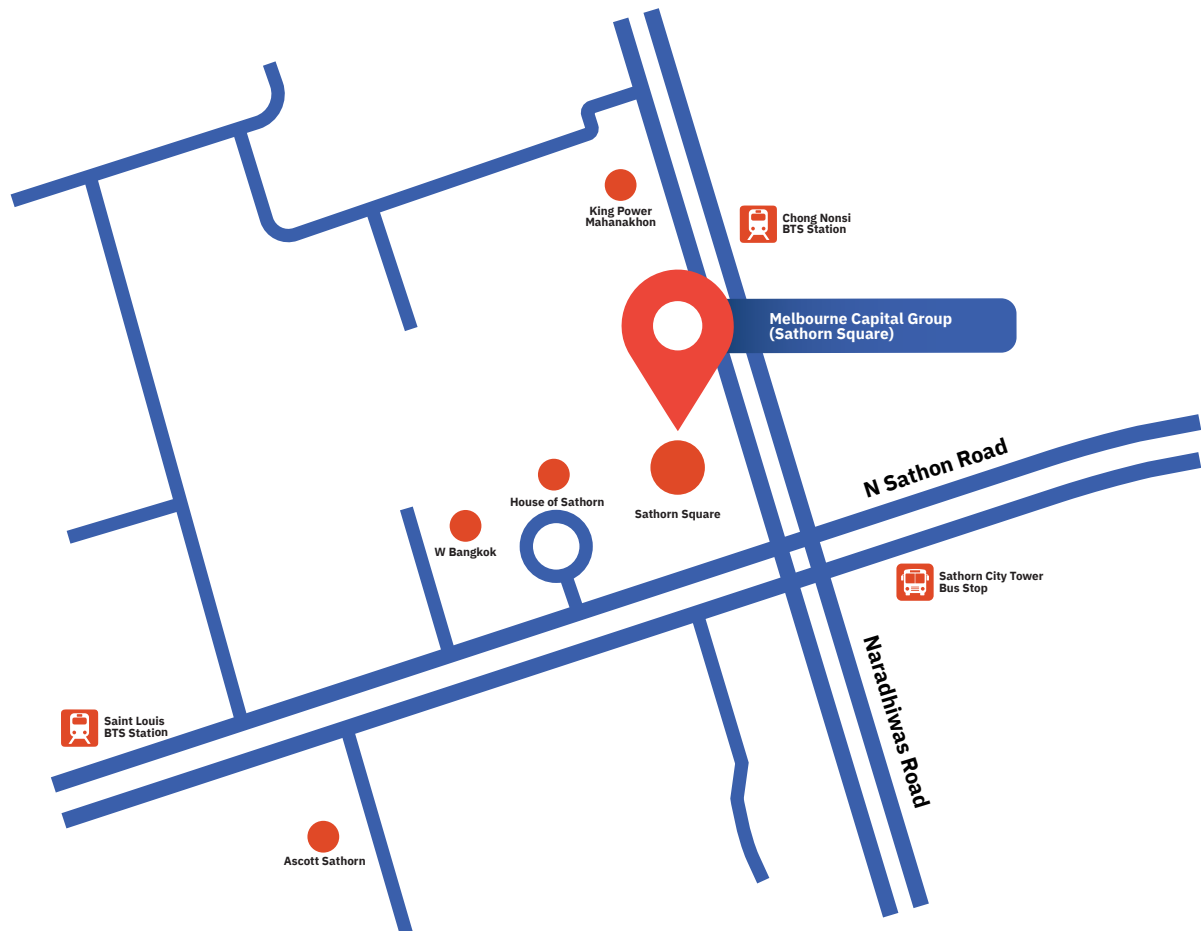 King Power
Mahanakhon
Chong Nonsi
BTS Station
Melbourne Capital Group
(Sathorn Square)
N Sathon Road
House of Sathorn
Sathorn Square
W Bangkok
Sathorn City Tower
Bus Stop
Naradhiwas Road
Saint Louis
BTS Station
Ascott Sathorn